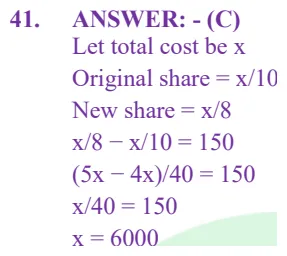 41. ANSWER: - (C)
Let total cost be x
Original share = x/10
New share = x/8
x/8 − x/10 = 150
(5x − 4x)/40 = 150
x/40 = 150
x = 6000